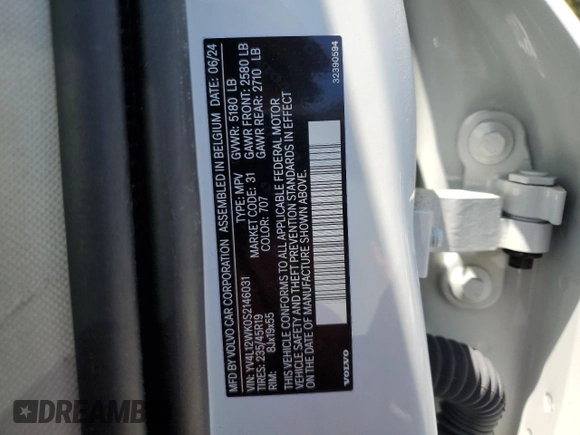 MFD BY VOLVO CAR CORPORATION ASSEMBLED IN BELGIUM DATE: 06/24
VIN: YV4L12WK0S2146031 TYPE: MPV GVWR: 5180 LB
TIRES: 235/45R19 MARKET CODE: 31 GAWR FRONT: 2580 LB
RIM: 8Jx19x55 COLOR: 707 GAWR REAR: 2710 LB
THIS VEHICLE CONFORMS TO ALL APPLICABLE FEDERAL MOTOR
VEHICLE SAFETY AND THEFT PREVENTION STANDARDS IN EFFECT
ON THE DATE OF MANUFACTURE SHOWN ABOVE.
VOLVO 32390594
DREAMB